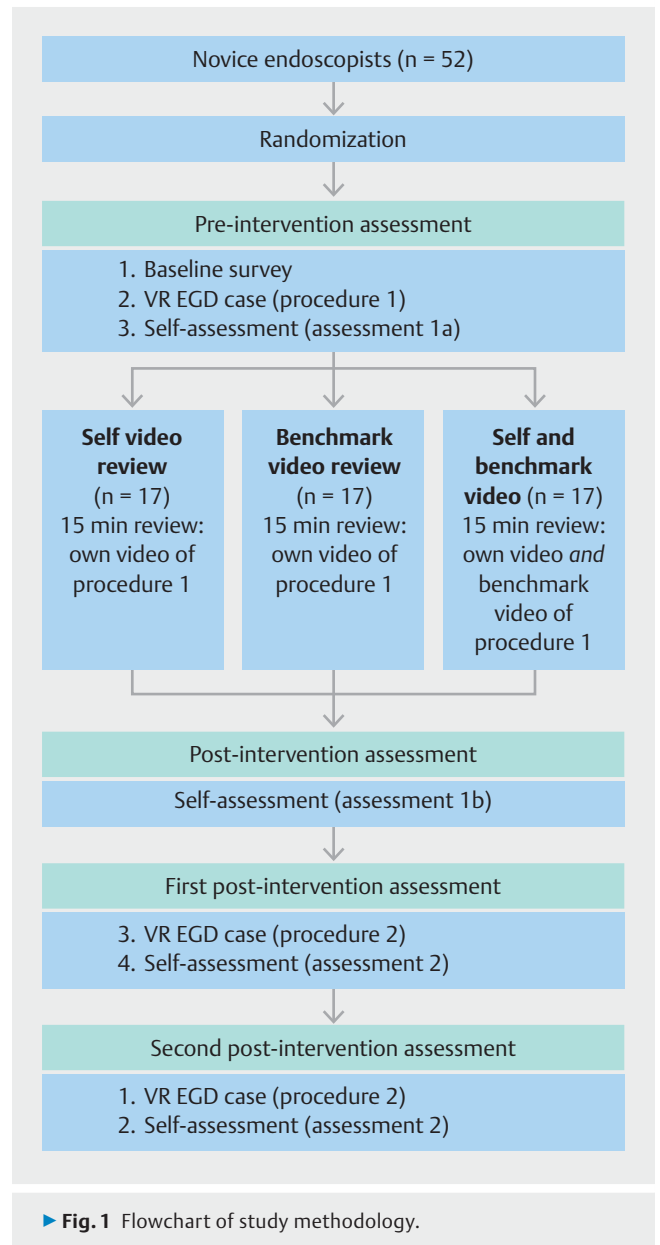 Novice endoscopists (n = 52)
Randomization
Pre-intervention assessment
1. Baseline survey
2. VR EGD case (procedure 1)
3. Self-assessment (assessment 1a)
Self video
review
(n = 17)
15 min review:
own video of
procedure 1
Benchmark
video review
(n = 17)
15 min review:
own video of
procedure 1
Self and
benchmark
video (n = 17)
15 min review:
own video and
benchmark
video of
procedure 1
Post-intervention assessment
Self-assessment (assessment 1b)
First post-intervention assessment
3. VR EGD case (procedure 2)
4. Self-assessment (assessment 2)
Second post-intervention assessment
1. VR EGD case (procedure 2)
2. Self-assessment (assessment 2)
▶ Fig. 1 Flowchart of study methodology.